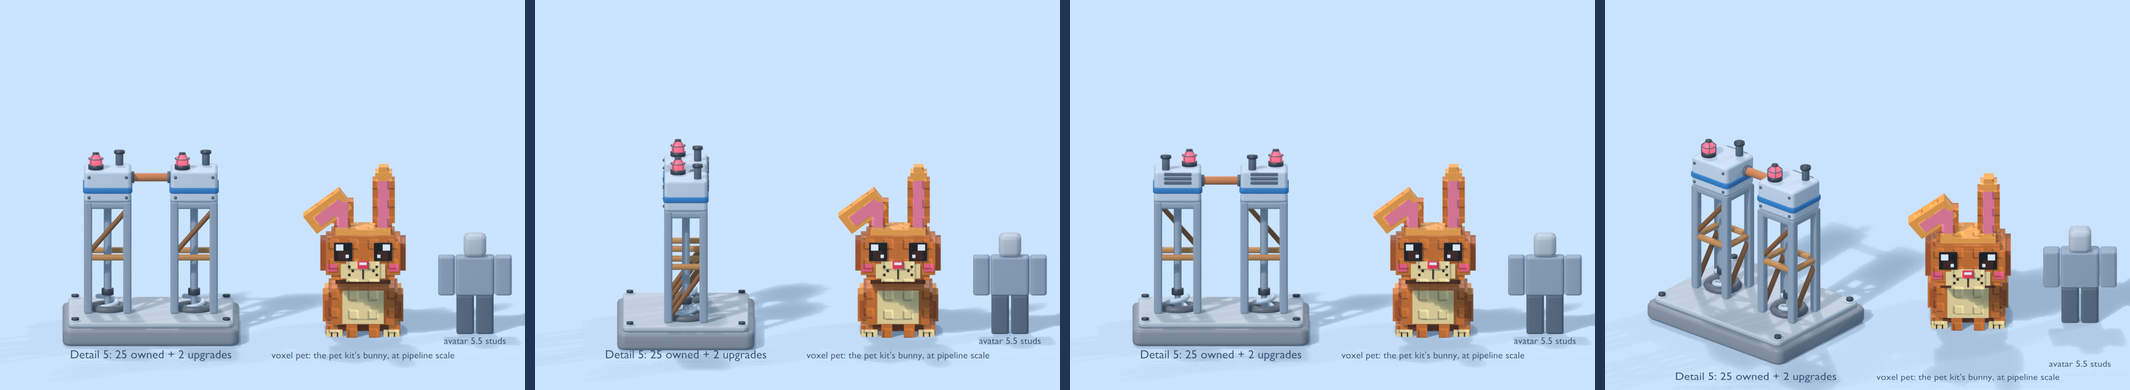 avatar 5.5 studs
Detail 5: 25 owned + 2 upgrades
voxel pet: the pet kit's bunny, at pipeline scale
avatar 5.5 studs
Detail 5: 25 owned + 2 upgrades
voxel pet: the pet kit's bunny, at pipeline scale
avatar 5.5 studs
Detail 5: 25 owned + 2 upgrades
voxel pet: the pet kit's bunny, at pipeline scale
avatar 5.5 studs
Detail 5: 25 owned + 2 upgrades
voxel pet: the pet kit's bunny, at pipeline scale